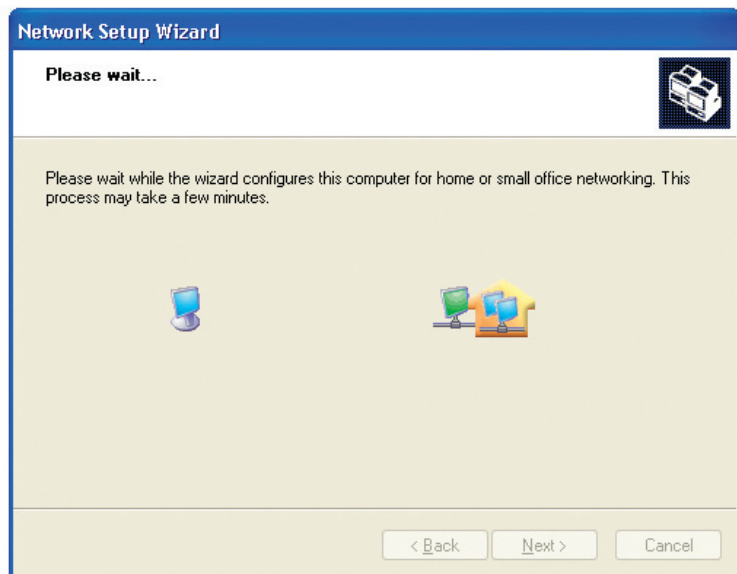 Network Setup Wizard
Please wait...
Please wait while the wizard configures this computer for home or small office networking. This
process may take a few minutes.
< Back Next > Cancel